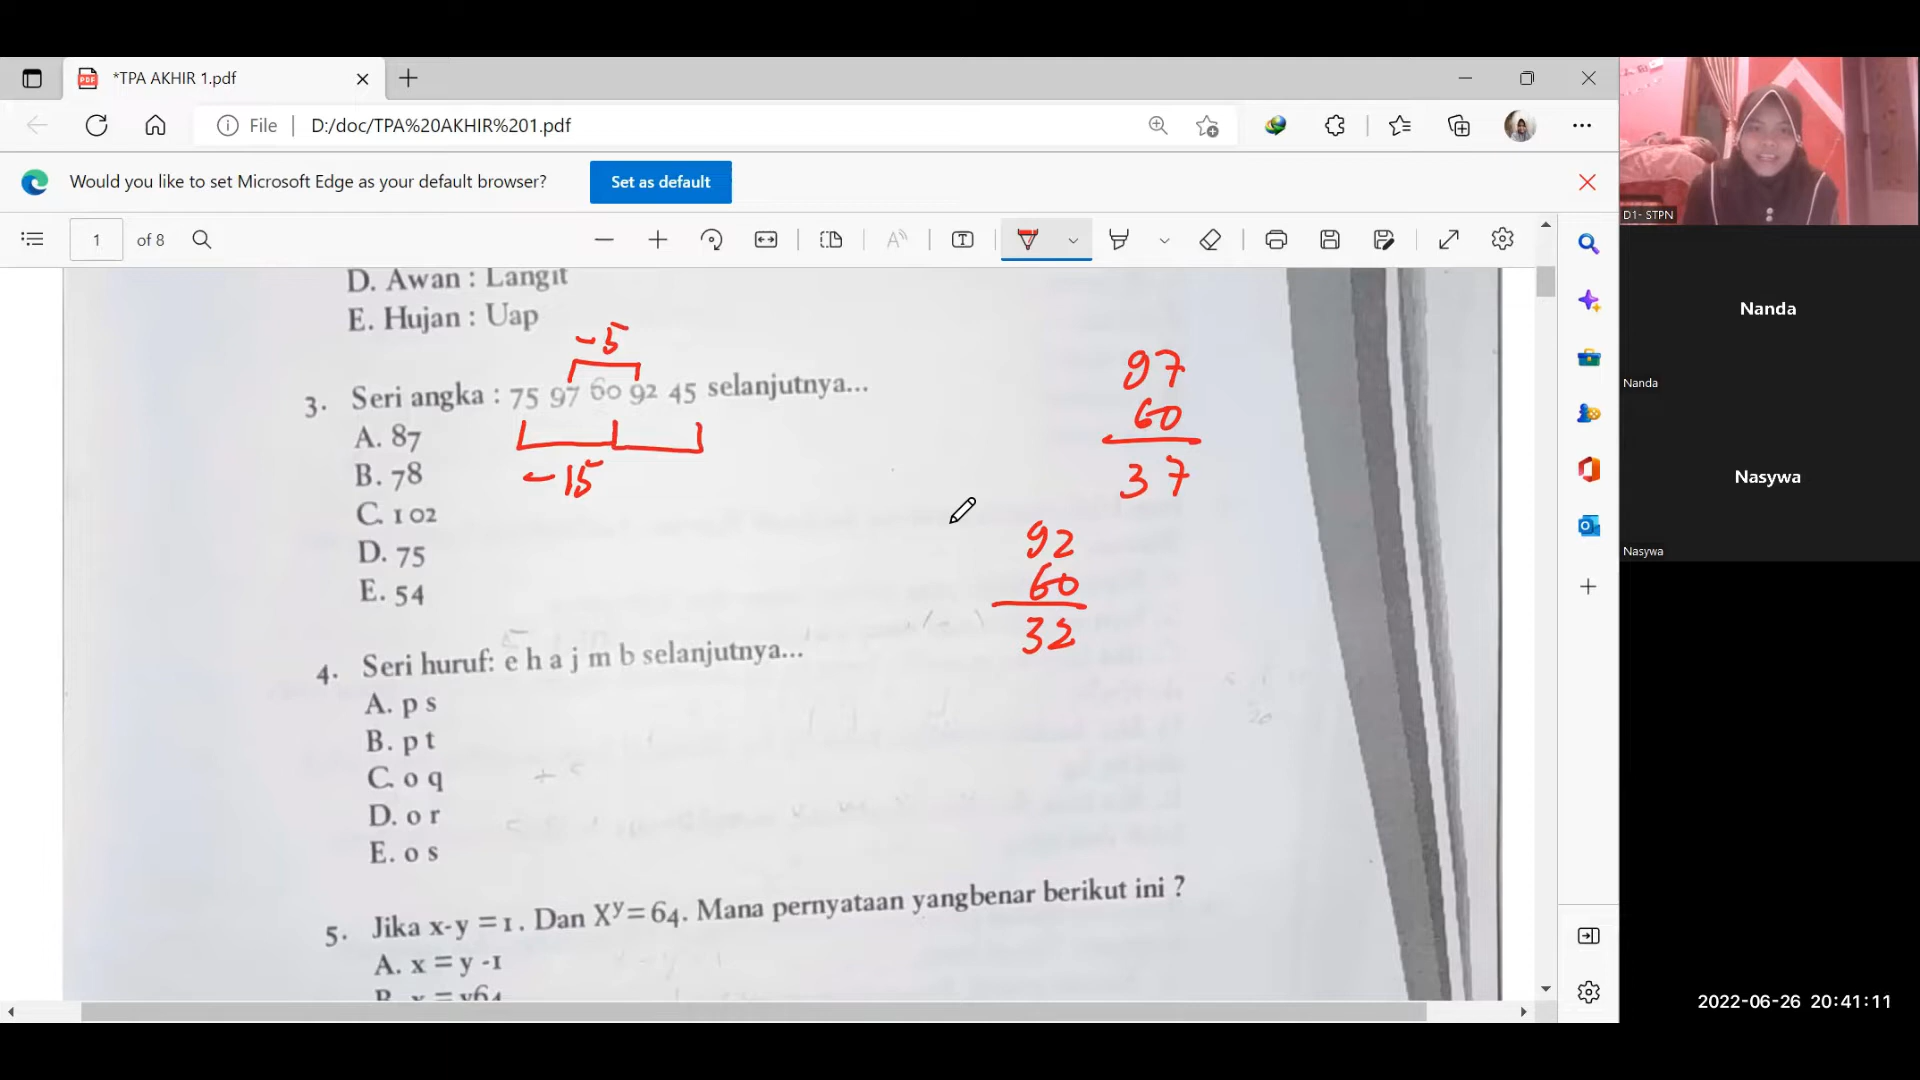 *TPA AKHIR 1.pdf
File
D:/doc/TPA%20AKHIR%201.pdf
Would you like to set Microsoft Edge as your default browser?
Set as default
1 of 8
D. Awan : Langit
E. Hujan : Uap
-5
3. Seri angka : 75 97 60 92 45 selanjutnya...
-15
A. 87
B. 78
C. 102
D. 75
E. 54
97
60
37
92
60
32
4. Seri huruf: e h a j m b selanjutnya...
A. p s
B. p t
C. o q
D. o r
E. o s
5. Jika x-y = 1. Dan Xʸ = 64. Mana pernyataan yangbenar berikut ini ?
A. x = y -1
D1- STPN
Nanda
Nanda
Nasywa
Nasywa
2022-06-26 20:41:11